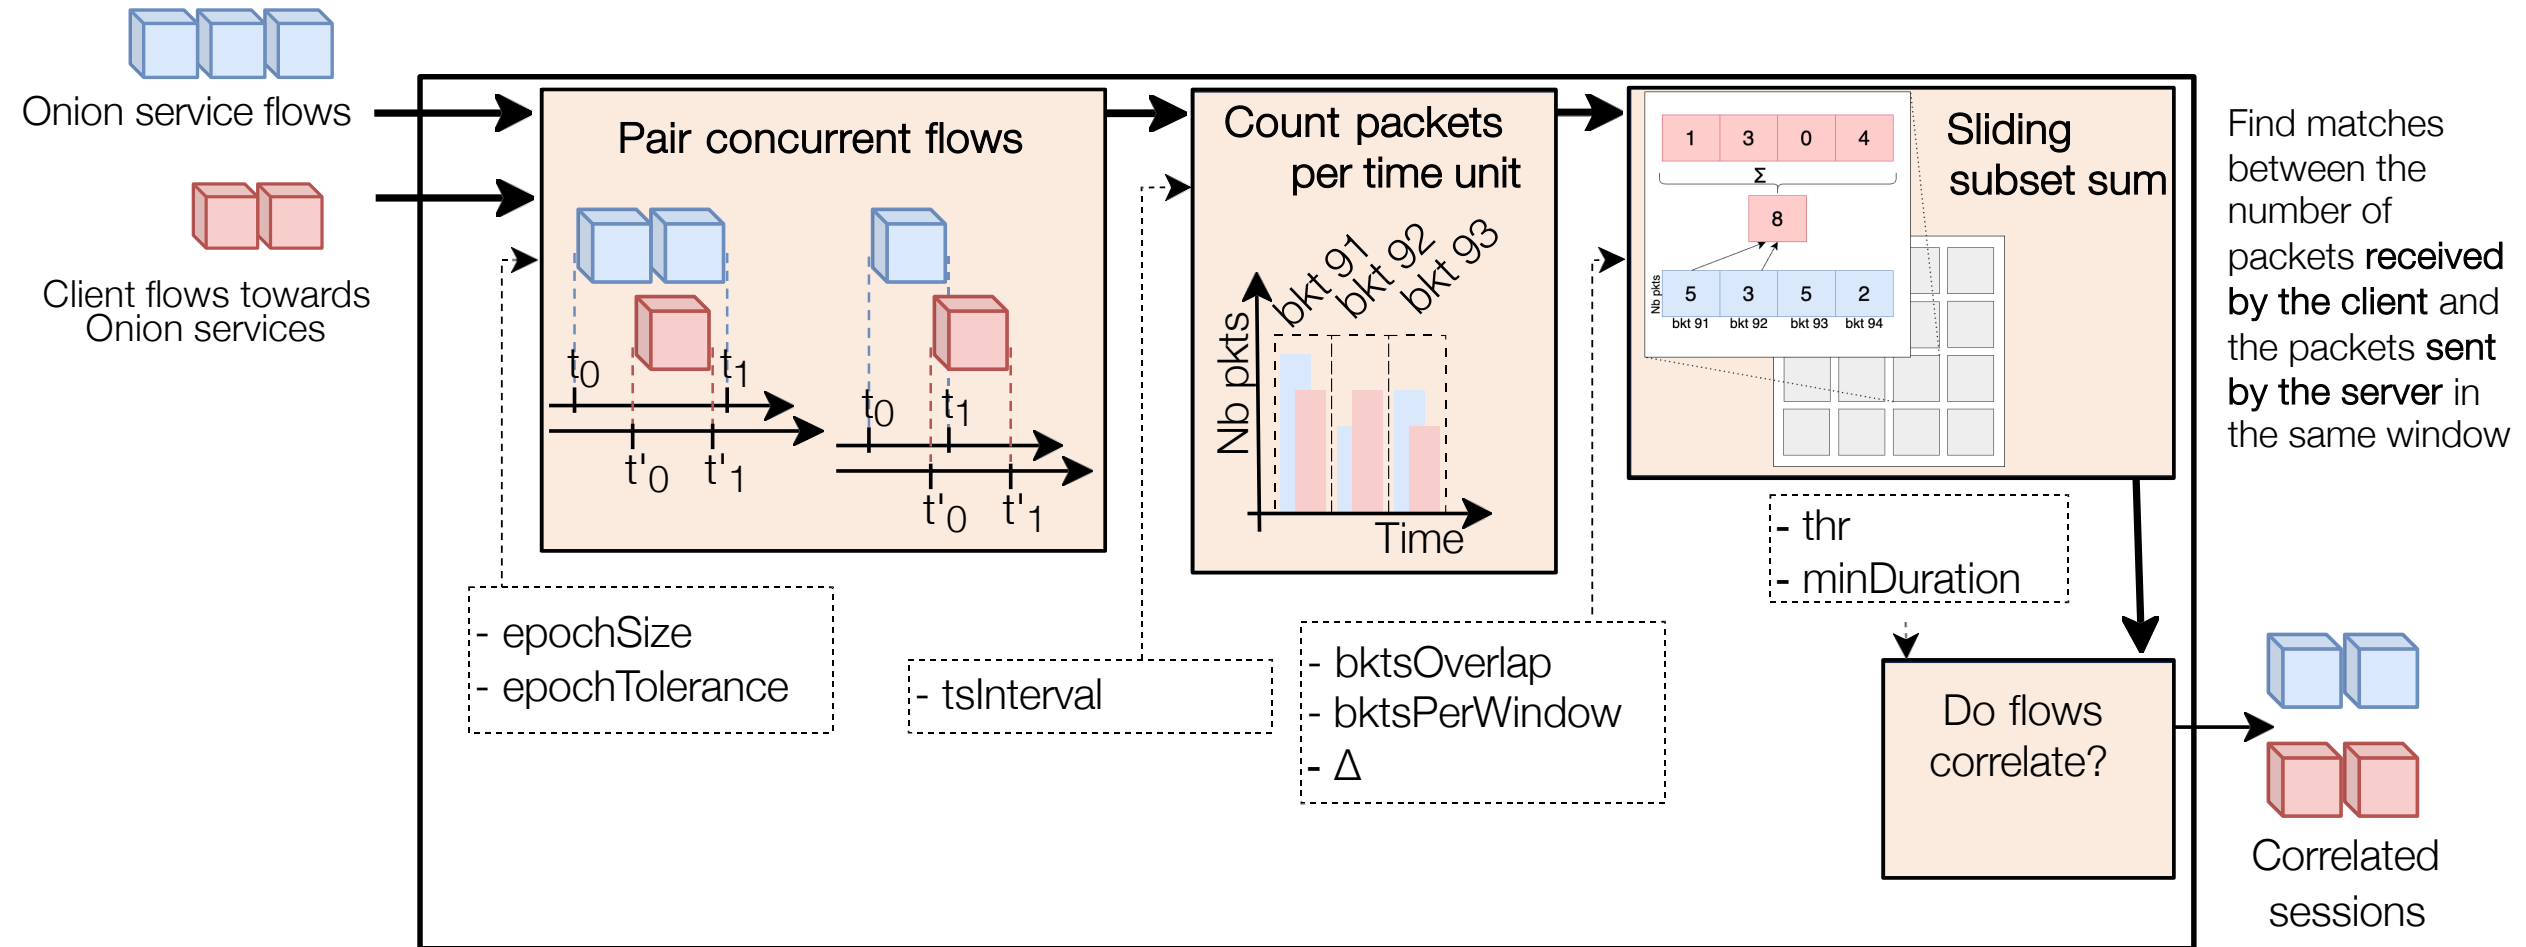 Onion service flows
Client flows towards
Onion services
Pair concurrent flows
t0
t1
t'0
t'1
t0
t1
t'0
t'1
- epochSize
- epochTolerance
Count packets
per time unit
bkt 91
bkt 92
bkt 93
Nb pkts
Time
- tsInterval
Sliding
subset sum
1 3 0 4
Σ
8
Nb pkts
5 3 5 2
bkt 91 bkt 92 bkt 93 bkt 94
- bktsOverlap
- bktsPerWindow
- Δ
- thr
- minDuration
Do flows
correlate?
Find matches
between the
number of
packets received
by the client and
the packets sent
by the server in
the same window
Correlated
sessions